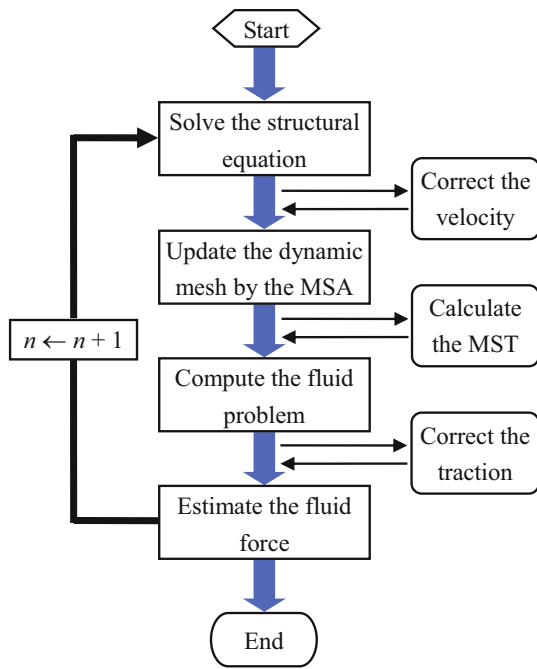 Start
Solve the structural
equation
Correct the
velocity
Update the dynamic
mesh by the MSA
Calculate
the MST
n ← n + 1
Compute the fluid
problem
Correct the
traction
Estimate the fluid
force
End